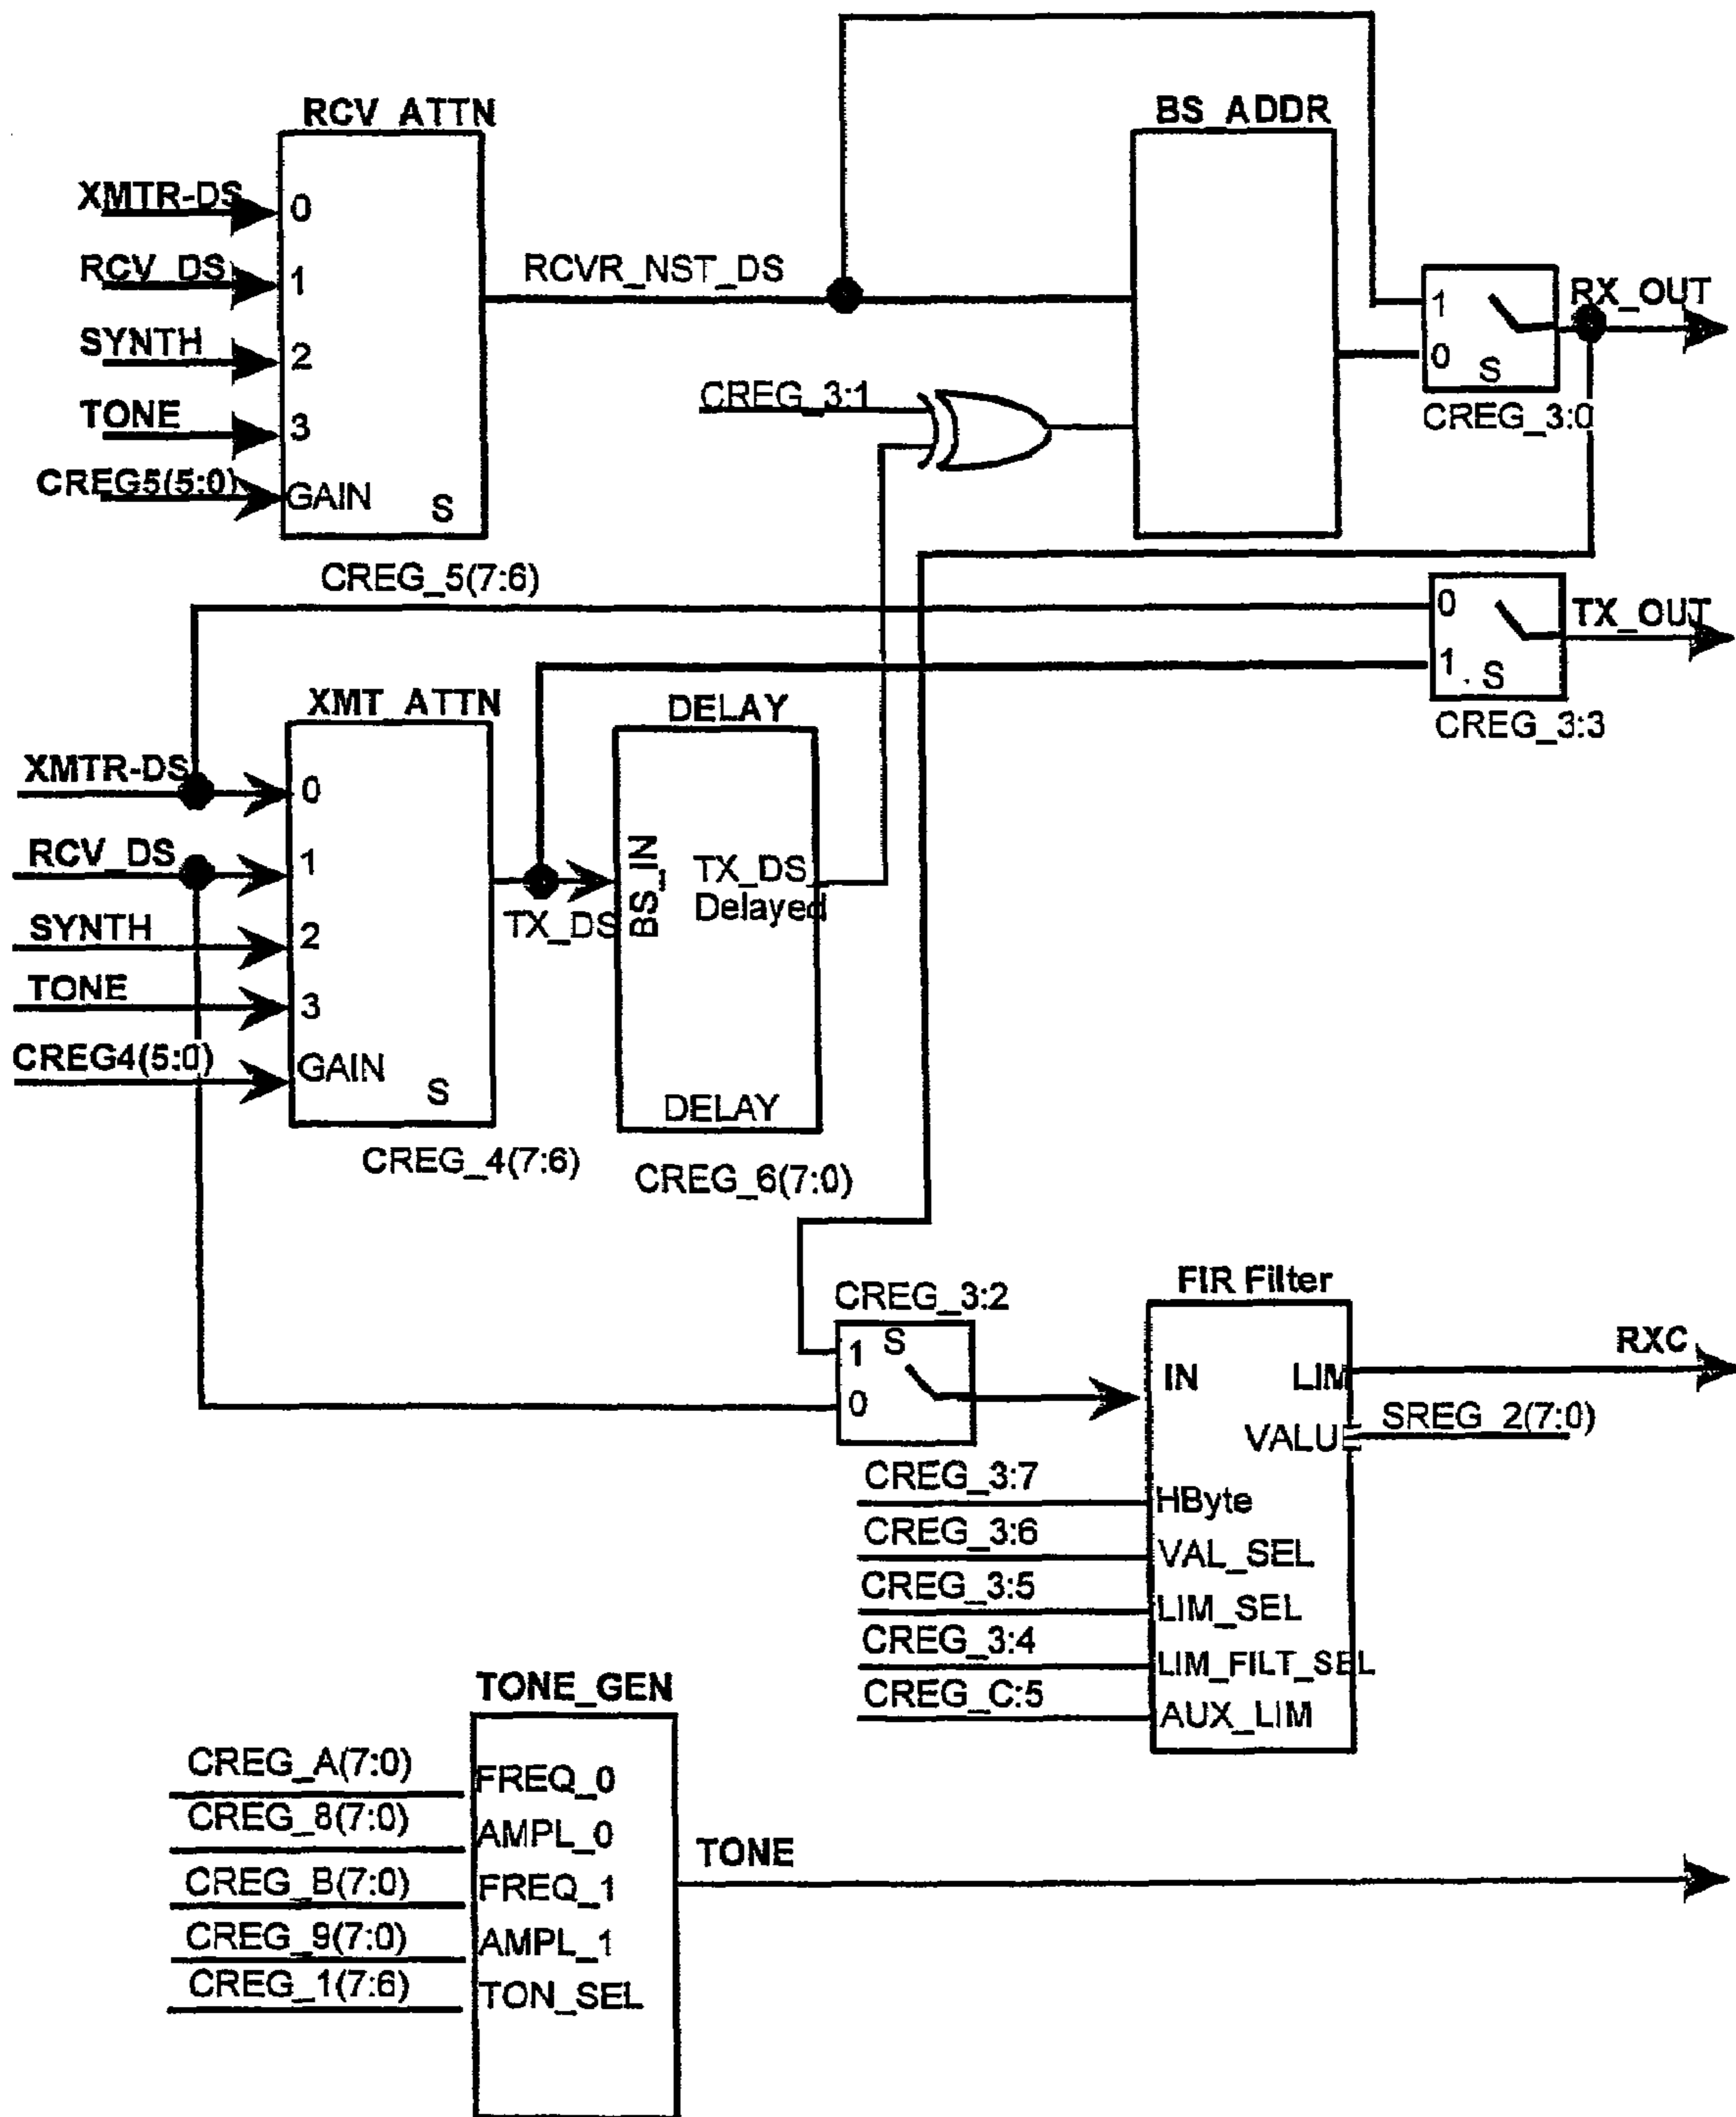 RCV_ATTN
BS_ADDR
XMTR-DS
0
RCV_DS
1
RCVR_NST_DS
RX_OUT
1
SYNTH
2
0
S
CREG_3:1
CREG_3:0
TONE
3
CREG5(5:0)
GAIN
S
CREG_5(7:6)
0
TX_OUT
1
S
CREG_3:3
XMT_ATTN
DELAY
XMTR-DS
0
RCV_DS
1
BS_IN
TX_DS_
Delayed
TX_DS
SYNTH
2
TONE
3
CREG4(5:0)
GAIN
S
DELAY
CREG_4(7:6)
CREG_6(7:0)
FIR Filter
CREG_3:2
S
1
0
RXC
IN
LIM
VALU
SREG_2(7:0)
CREG_3:7
HByte
CREG_3:6
VAL_SEL
CREG_3:5
LIM_SEL
CREG_3:4
LIM_FILT_SEL
CREG_C:5
AUX_LIM
TONE_GEN
CREG_A(7:0)
FREQ_0
CREG_8(7:0)
AMPL_0
TONE
CREG_B(7:0)
FREQ_1
CREG_9(7:0)
AMPL_1
CREG_1(7:6)
TON_SEL